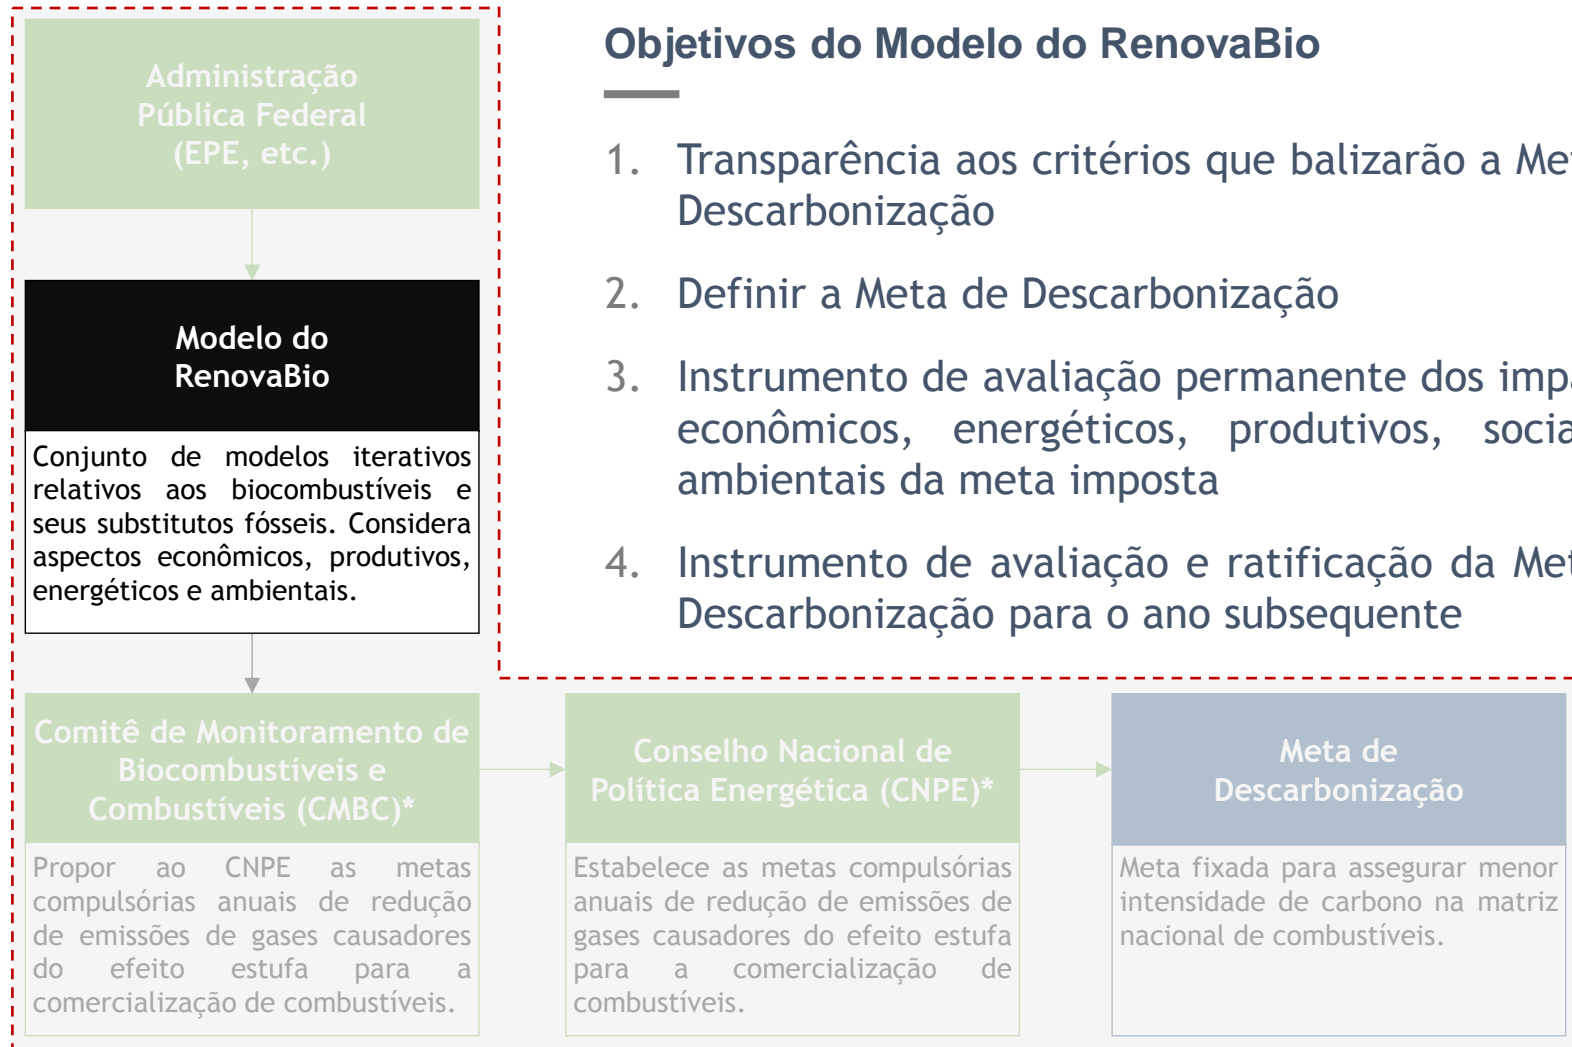 Administração
Pública Federal
(EPE, etc.)
Modelo do
RenovaBio
Conjunto de modelos iterativos
relativos aos biocombustíveis e
seus substitutos fósseis. Considera
aspectos econômicos, produtivos,
energéticos e ambientais.
Objetivos do Modelo do RenovaBio
1. Transparência aos critérios que balizarão a
Descarbonização
2. Definir a Meta de Descarbonização
3. Instrumento de avaliação permanente dos
econômicos, energéticos, produtivos,
ambientais da meta imposta
4. Instrumento de avaliação e ratificação da
Descarbonização para o ano subsequente
Comitê de Monitoramento de
Biocombustíveis e
Combustíveis (CMBC)*
Propor ao CNPE as metas
compulsórias anuais de redução
de emissões de gases causadores
do efeito estufa para a
comercialização de combustíveis.
Conselho Nacional de
Política Energética (CNPE)*
Estabelece as metas compulsórias
anuais de redução de emissões de
gases causadores do efeito estufa
para a comercialização de
combustíveis.
Meta de
Descarbonização
Meta fixada para assegurar menor
intensidade de carbono na matriz
nacional de combustíveis.